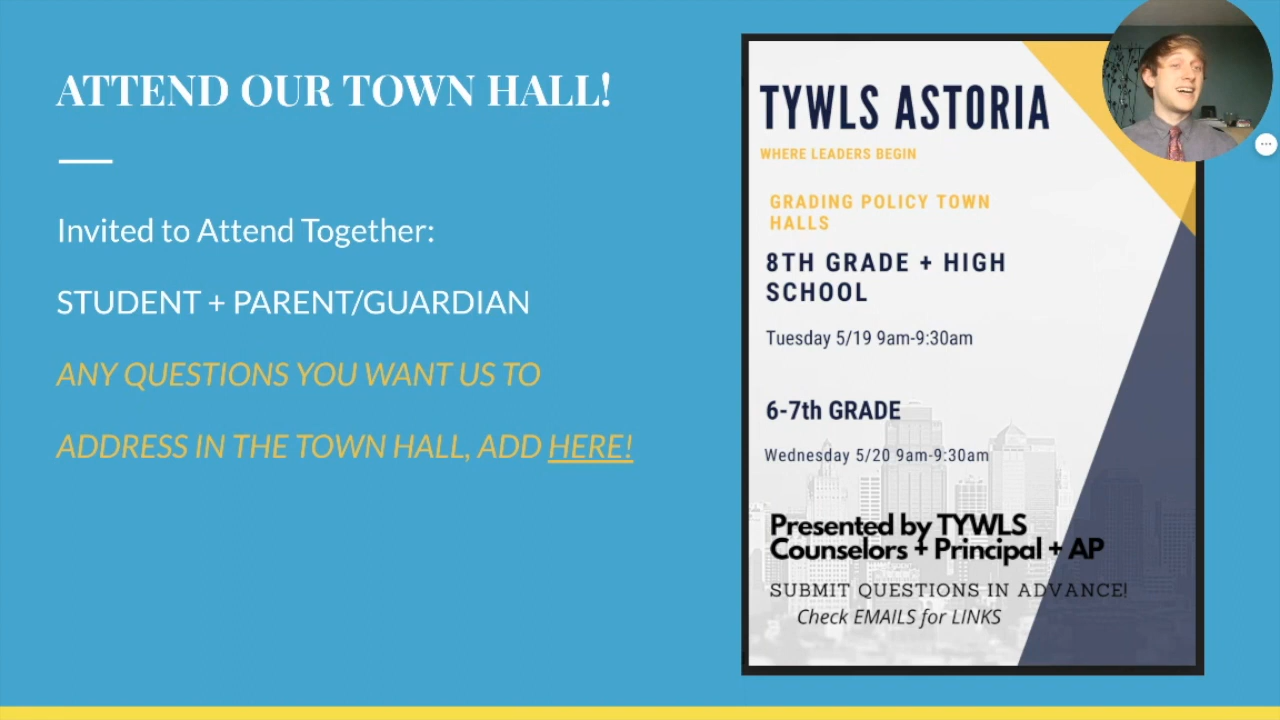 ATTEND OUR TOWN HALL!
Invited to Attend Together:
STUDENT + PARENT/GUARDIAN
ANY QUESTIONS YOU WANT US TO
ADDRESS IN THE TOWN HALL, ADD HERE!
TYWLS ASTORIA
WHERE LEADERS BEGIN
GRADING POLICY TOWN
HALLS
8TH GRADE + HIGH
SCHOOL
Tuesday 5/19 9am-9:30am
6-7th GRADE
Wednesday 5/20 9am-9:30am
Presented by TYWLS
Counselors + Principal + AP
SUBMIT QUESTIONS IN ADVANCE!
Check EMAILS for LINKS